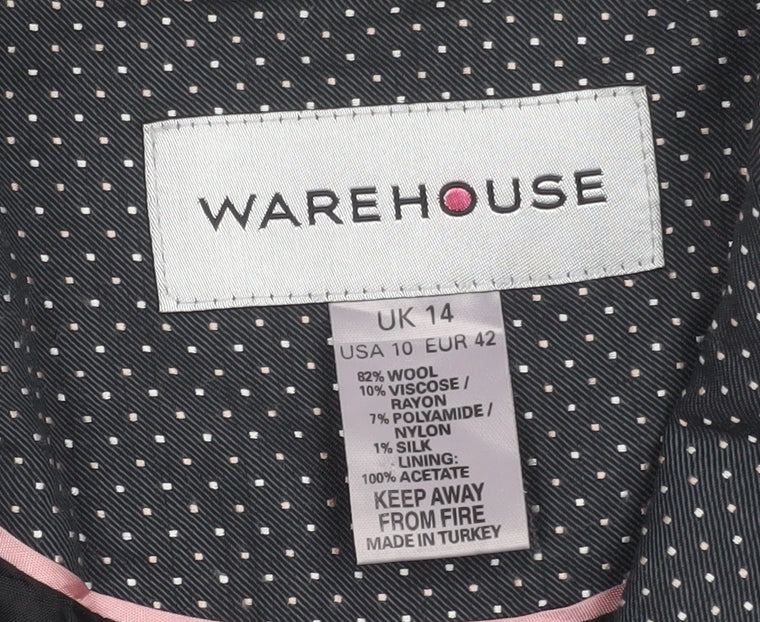 WAREHOUSE
UK 14
USA 10 EUR 42
82% WOOL
10% VISCOSE /
RAYON
7% POLYAMIDE /
NYLON
1% SILK
LINING:
100% ACETATE
KEEP AWAY
FROM FIRE
MADE IN TURKEY